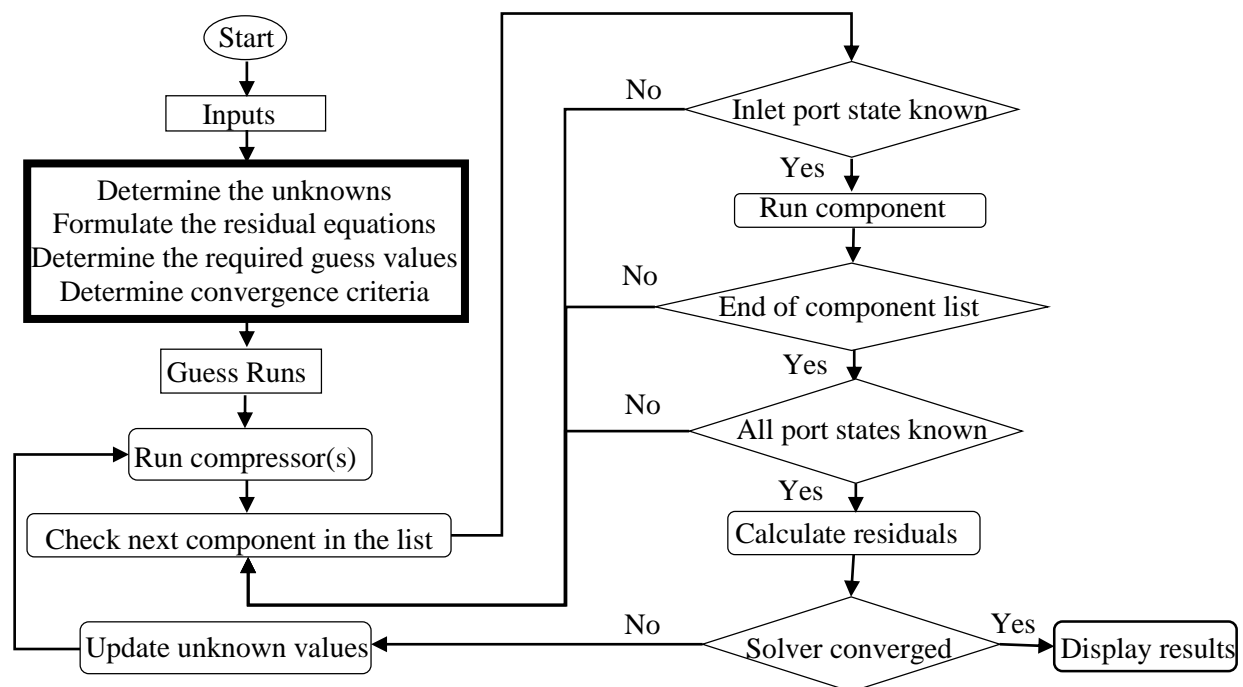 Start
Inputs
Determine the unknowns
Formulate the residual equations
Determine the required guess values
Determine convergence criteria
Guess Runs
Run compressor(s)
Check next component in the list
Update unknown values
No
Inlet port state known
Yes
Run component
No
End of component list
Yes
No
All port states known
Yes
Calculate residuals
No
Solver converged
Yes
Display results